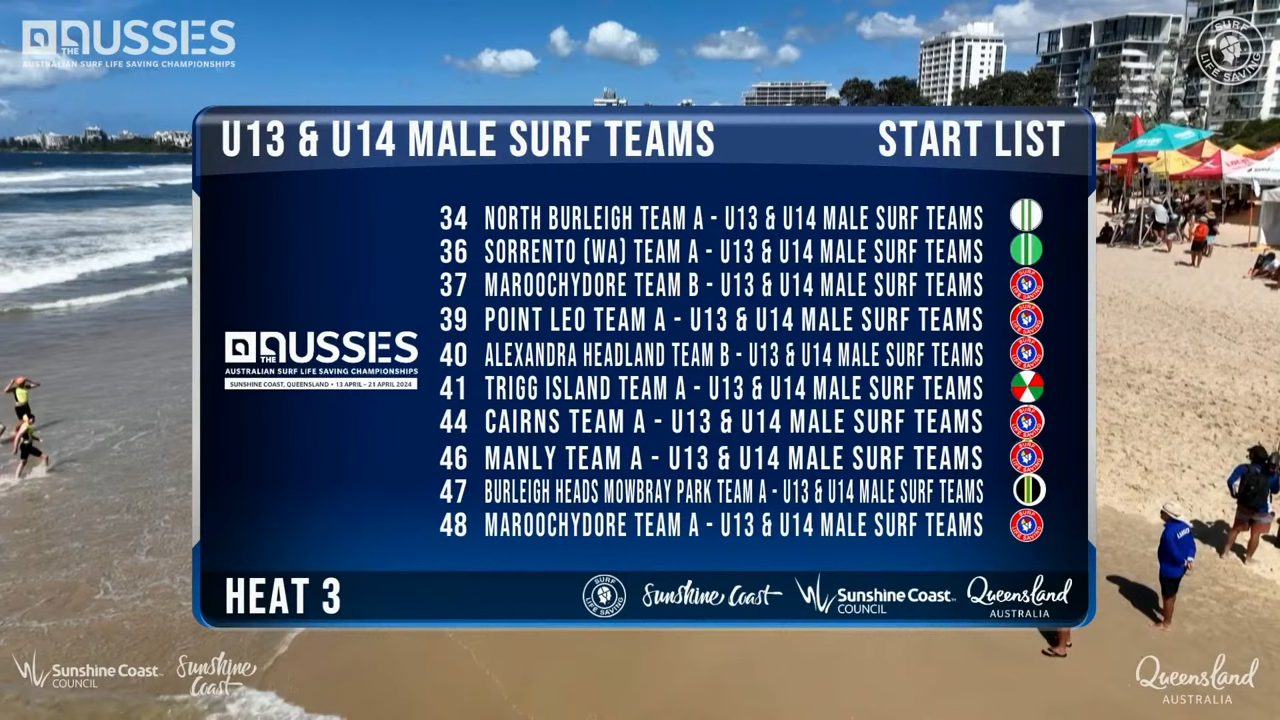 THE AUSSES
AUSTRALIAN SURF LIFE SAVING CHAMPIONSHIPS
SURF LIFE SAVING
U13 & U14 MALE SURF TEAMS START LIST
34 NORTH BURLEIGH TEAM A - U13 & U14 MALE SURF TEAMS
36 SORRENTO (WA) TEAM A - U13 & U14 MALE SURF TEAMS
37 MAROOCHYDORE TEAM B - U13 & U14 MALE SURF TEAMS
39 POINT LEO TEAM A - U13 & U14 MALE SURF TEAMS
40 ALEXANDRA HEADLAND TEAM B - U13 & U14 MALE SURF TEAMS
41 TRIGG ISLAND TEAM A - U13 & U14 MALE SURF TEAMS
44 CAIRNS TEAM A - U13 & U14 MALE SURF TEAMS
46 MANLY TEAM A - U13 & U14 MALE SURF TEAMS
47 BURLEIGH HEADS MOWBRAY PARK TEAM A - U13 & U14 MALE SURF TEAMS
48 MAROOCHYDORE TEAM A - U13 & U14 MALE SURF TEAMS
THE AUSSES
AUSTRALIAN SURF LIFE SAVING CHAMPIONSHIPS
SUNSHINE COAST, QUEENSLAND • 13 APRIL – 21 APRIL 2024
HEAT 3
SURF LIFE SAVING
Sunshine Coast
Sunshine Coast COUNCIL
Queensland AUSTRALIA
Sunshine Coast COUNCIL
Sunshine Coast
Queensland AUSTRALIA